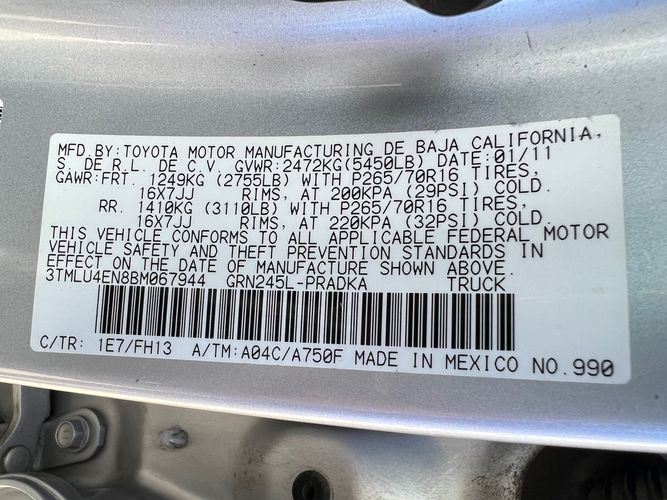 MFD.BY:TOYOTA MOTOR MANUFACTURING DE BAJA CALIFORNIA,
S. DE R.L. DE C.V. GVWR:2472KG(5450LB) DATE:01/11
GAWR:FRT. 1249KG (2755LB) WITH P265/70R16 TIRES,
16X7JJ RIMS, AT 200KPA (29PSI) COLD.
RR. 1410KG (3110LB) WITH P265/70R16 TIRES,
16X7JJ RIMS, AT 220KPA (32PSI) COLD.
THIS VEHICLE CONFORMS TO ALL APPLICABLE FEDERAL MOTOR
VEHICLE SAFETY AND THEFT PREVENTION STANDARDS IN
EFFECT ON THE DATE OF MANUFACTURE SHOWN ABOVE.
3TMLU4EN8BM067944 GRN245L-PRADKA TRUCK
C/TR: 1E7/FH13 A/TM:A04C/A750F MADE IN MEXICO NO.990